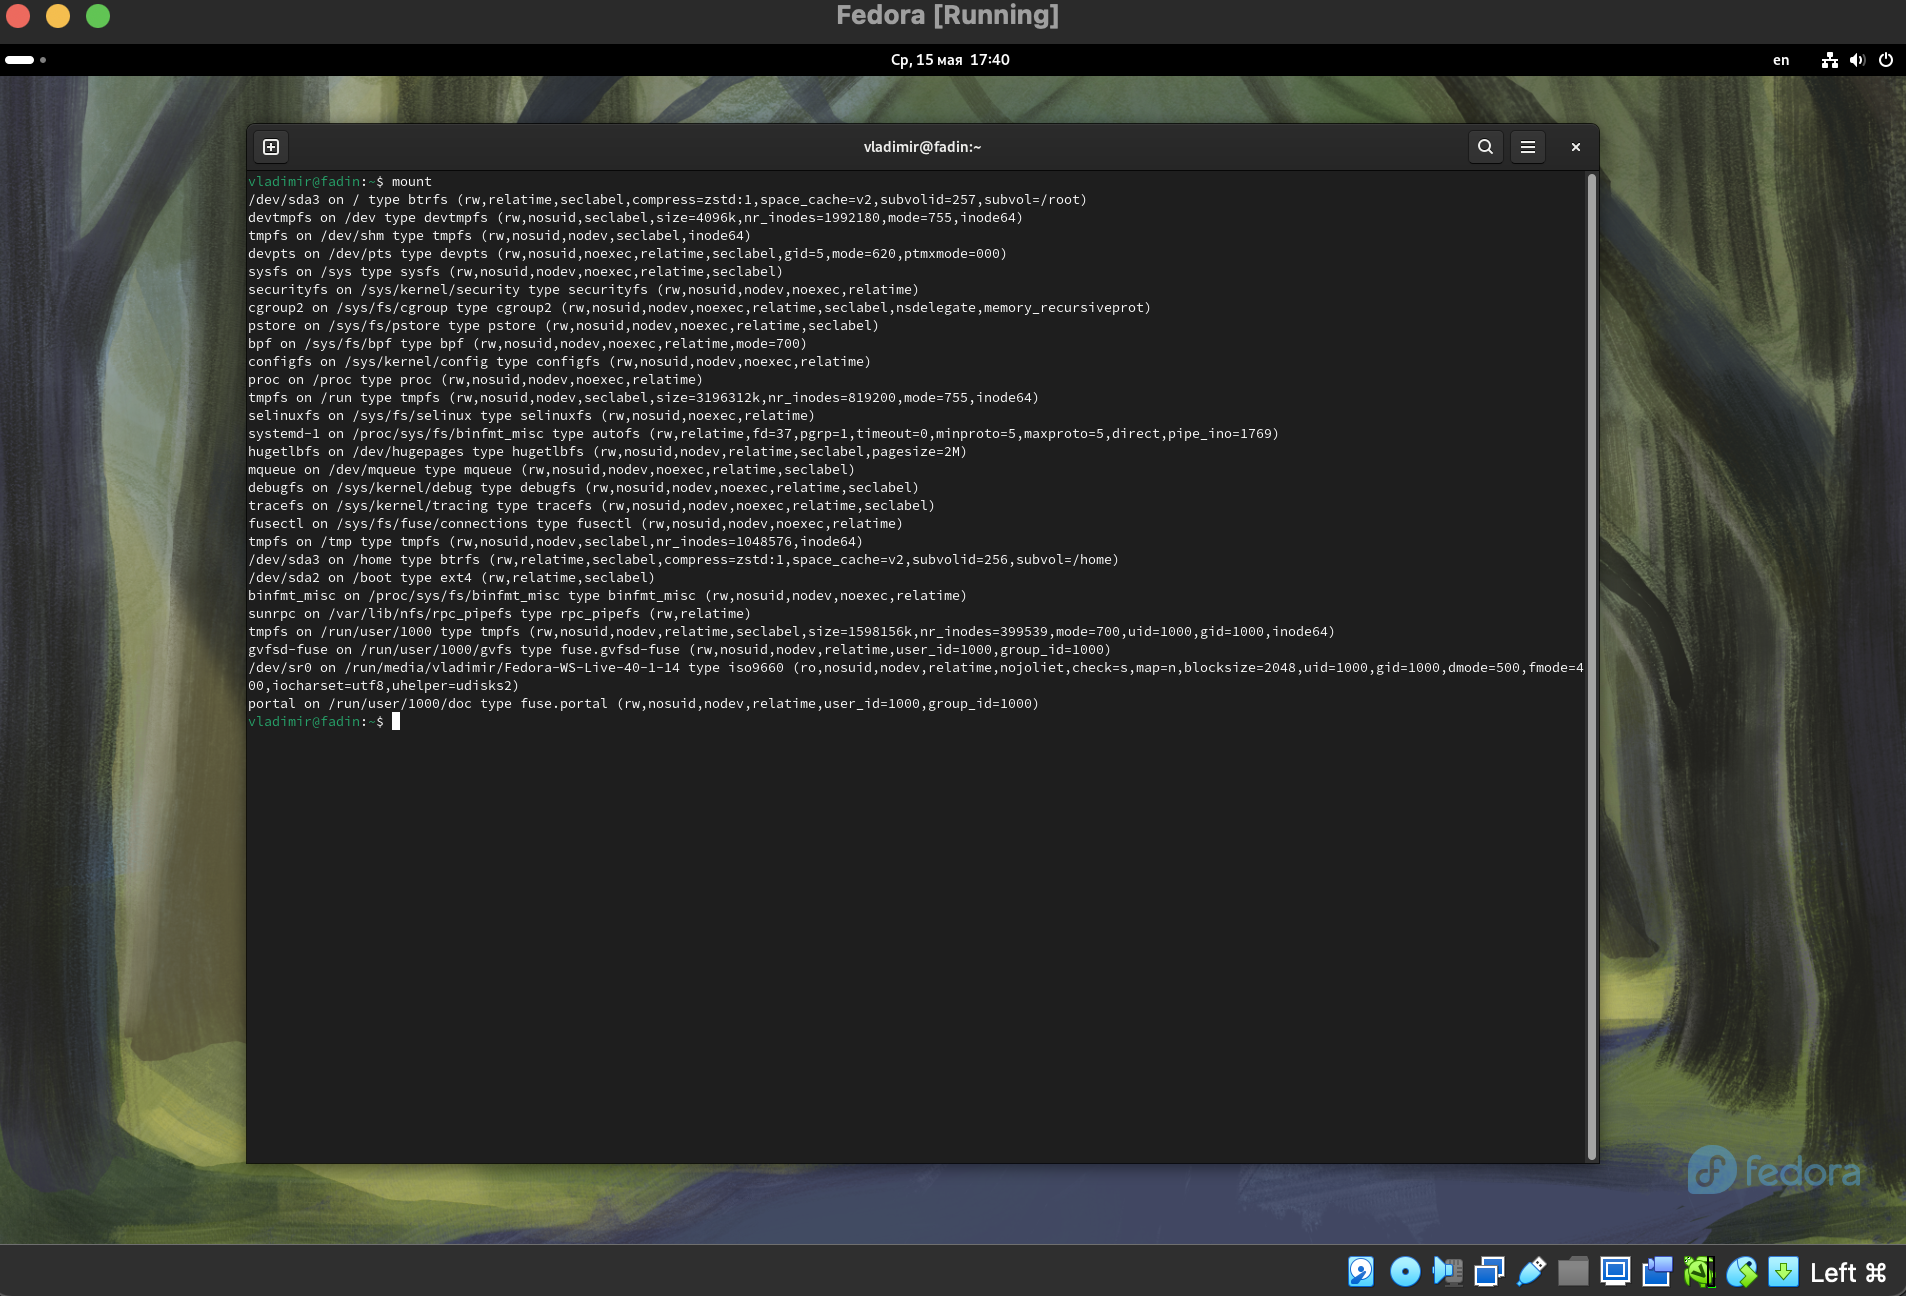 Fedora [Running]
Ср, 15 мая 17:40
en
vladimir@fadin:~
vladimir@fadin:~$ mount
/dev/sda3 on / type btrfs (rw,relatime,seclabel,compress=zstd:1,space_cache=v2,subvolid=257,subvol=/root)
devtmpfs on /dev type devtmpfs (rw,nosuid,seclabel,size=4096k,nr_inodes=1992180,mode=755,inode64)
tmpfs on /dev/shm type tmpfs (rw,nosuid,nodev,seclabel,inode64)
devpts on /dev/pts type devpts (rw,nosuid,noexec,relatime,seclabel,gid=5,mode=620,ptmxmode=000)
sysfs on /sys type sysfs (rw,nosuid,nodev,noexec,relatime,seclabel)
securityfs on /sys/kernel/security type securityfs (rw,nosuid,nodev,noexec,relatime)
cgroup2 on /sys/fs/cgroup type cgroup2 (rw,nosuid,nodev,noexec,relatime,seclabel,nsdelegate,memory_recursiveprot)
pstore on /sys/fs/pstore type pstore (rw,nosuid,nodev,noexec,relatime,seclabel)
bpf on /sys/fs/bpf type bpf (rw,nosuid,nodev,noexec,relatime,mode=700)
configfs on /sys/kernel/config type configfs (rw,nosuid,nodev,noexec,relatime)
proc on /proc type proc (rw,nosuid,nodev,noexec,relatime)
tmpfs on /run type tmpfs (rw,nosuid,nodev,seclabel,size=3196312k,nr_inodes=819200,mode=755,inode64)
selinuxfs on /sys/fs/selinux type selinuxfs (rw,nosuid,noexec,relatime)
systemd-1 on /proc/sys/fs/binfmt_misc type autofs (rw,relatime,fd=37,pgrp=1,timeout=0,minproto=5,maxproto=5,direct,pipe_ino=1769)
hugetlbfs on /dev/hugepages type hugetlbfs (rw,nosuid,nodev,relatime,seclabel,pagesize=2M)
mqueue on /dev/mqueue type mqueue (rw,nosuid,nodev,noexec,relatime,seclabel)
debugfs on /sys/kernel/debug type debugfs (rw,nosuid,nodev,noexec,relatime,seclabel)
tracefs on /sys/kernel/tracing type tracefs (rw,nosuid,nodev,noexec,relatime,seclabel)
fusectl on /sys/fs/fuse/connections type fusectl (rw,nosuid,nodev,noexec,relatime)
tmpfs on /tmp type tmpfs (rw,nosuid,nodev,seclabel,nr_inodes=1048576,inode64)
/dev/sda3 on /home type btrfs (rw,relatime,seclabel,compress=zstd:1,space_cache=v2,subvolid=256,subvol=/home)
/dev/sda2 on /boot type ext4 (rw,relatime,seclabel)
binfmt_misc on /proc/sys/fs/binfmt_misc type binfmt_misc (rw,nosuid,nodev,noexec,relatime)
sunrpc on /var/lib/nfs/rpc_pipefs type rpc_pipefs (rw,relatime)
tmpfs on /run/user/1000 type tmpfs (rw,nosuid,nodev,relatime,seclabel,size=1598156k,nr_inodes=399539,mode=700,uid=1000,gid=1000,inode64)
gvfsd-fuse on /run/user/1000/gvfs type fuse.gvfsd-fuse (rw,nosuid,nodev,relatime,user_id=1000,group_id=1000)
/dev/sr0 on /run/media/vladimir/Fedora-WS-Live-40-1-14 type iso9660 (ro,nosuid,nodev,relatime,nojoliet,check=s,map=n,blocksize=2048,uid=1000,gid=1000,dmode=500,fmode=4
00,iocharset=utf8,uhelper=udisks2)
portal on /run/user/1000/doc type fuse.portal (rw,nosuid,nodev,relatime,user_id=1000,group_id=1000)
vladimir@fadin:~$
fedora
Left ⌘